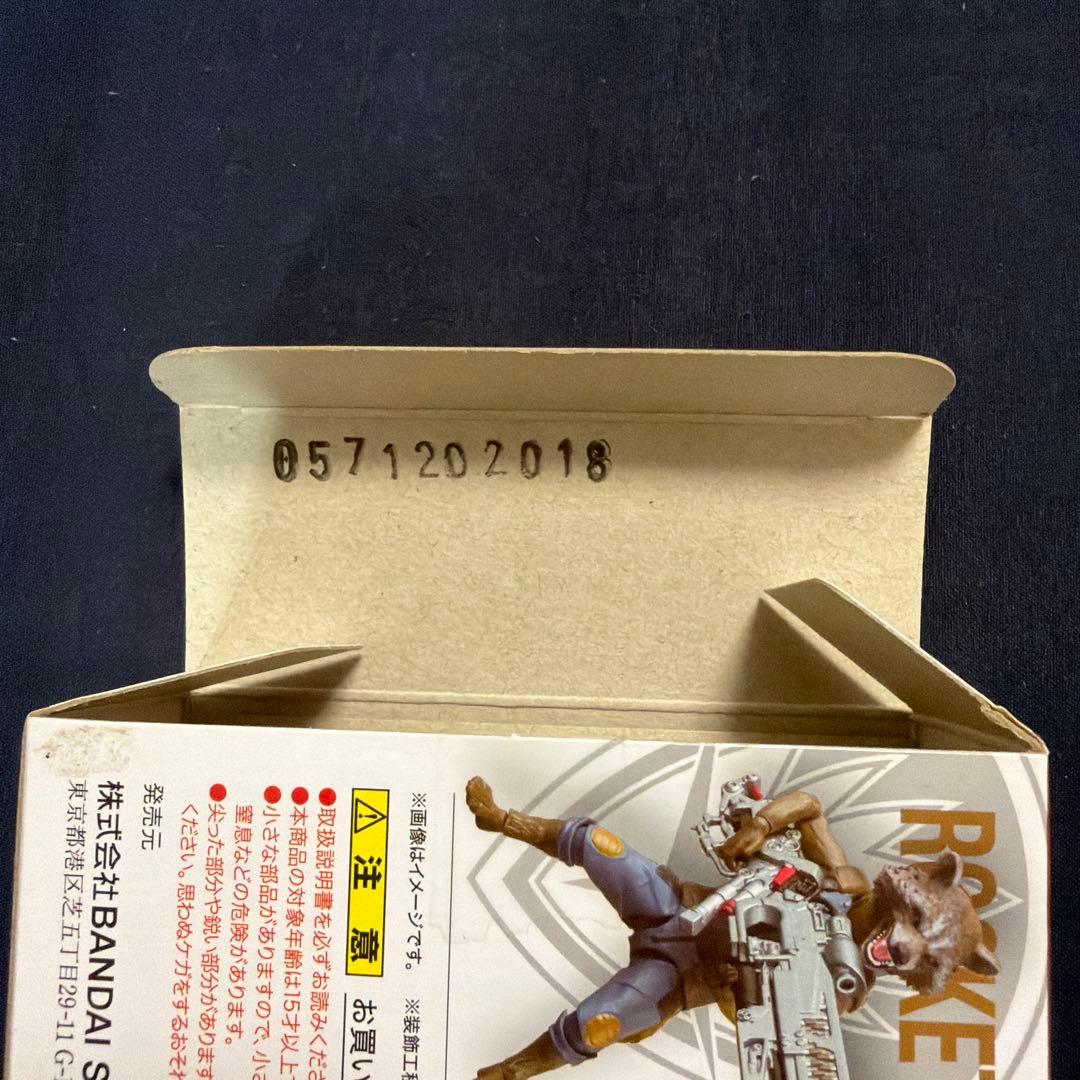 0571202018
ROCKET
※画像はイメージです。 ※装飾工程
⚠注意 お買い
●取扱説明書を必ずお読みくださ
●本商品の対象年齢は15才以上
●小さな部品がありますので、小さ
窒息などの危険があります。
●尖った部分や鋭い部分があります
ください。思わぬケガをするおそれ
発売元
株式会社BANDAI S
東京都港区芝五丁目29-11 G-